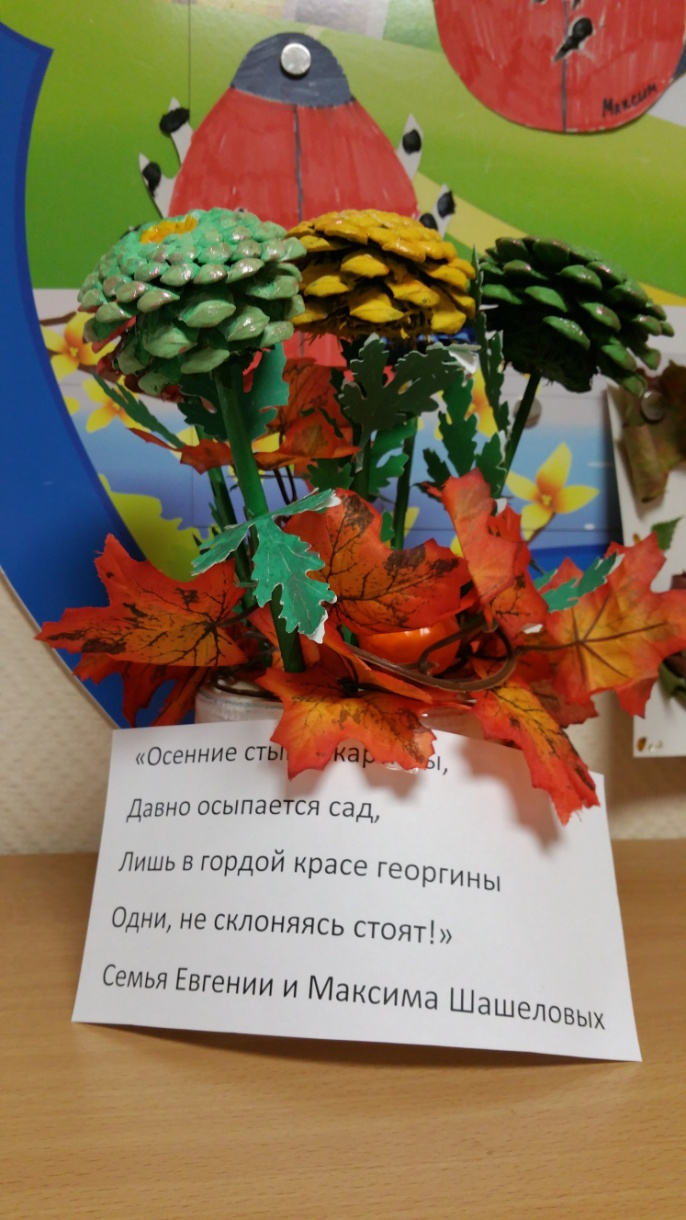 Максим
«Осенние
Давно осыпается сад,
Лишь в гордой красе георгины
Одни, не склоняясь стоят!»
Семья Евгении и Максима Шашеловых